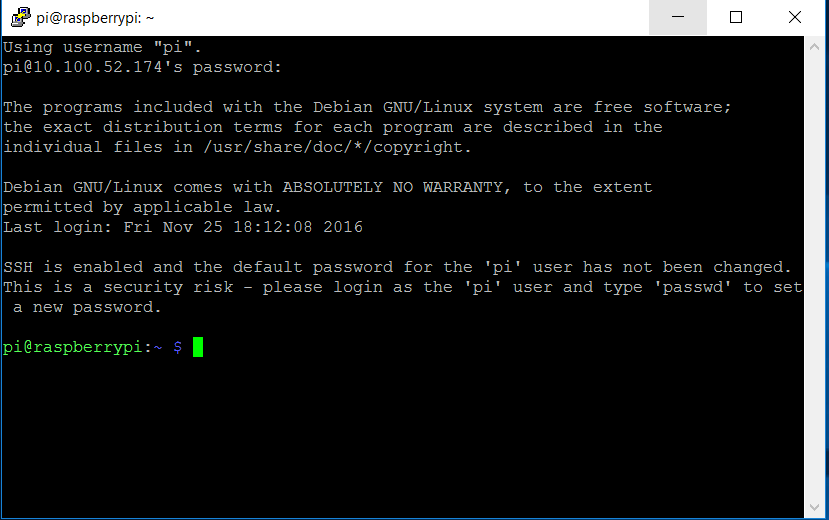 pi@raspberrypi: ~
Using username "pi".
pi@10.100.52.174's password:
The programs included with the Debian GNU/Linux system are free software;
the exact distribution terms for each program are described in the
individual files in /usr/share/doc/*/copyright.
Debian GNU/Linux comes with ABSOLUTELY NO WARRANTY, to the extent
permitted by applicable law.
Last login: Fri Nov 25 18:12:08 2016
SSH is enabled and the default password for the 'pi' user has not been changed.
This is a security risk - please login as the 'pi' user and type 'passwd' to set
 a new password.
pi@raspberrypi:~ $